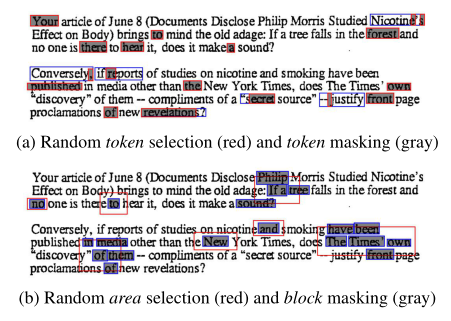 Your article of June 8 (Documents Disclose Philip Morris Studied Nicotine's
Effect on Body) brings to mind the old adage: If a tree falls in the forest and
no one is there to hear it, does it make a sound?
Conversely, if reports of studies on nicotine and smoking have been
published in media other than the New York Times, does The Times' own
“discovery” of them -- compliments of a “secret source” -- justify front page
proclamations of new revelations?
(a) Random token selection (red) and token masking (gray)
Your article of June 8 (Documents Disclose Philip Morris Studied Nicotine's
Effect on Body) brings to mind the old adage: If a tree falls in the forest and
no one is there to hear it, does it make a sound?
Conversely, if reports of studies on nicotine and smoking have been
published in media other than the New York Times, does The Times' own
“discovery” of them -- compliments of a “secret source” -- justify front page
proclamations of new revelations?
(b) Random area selection (red) and block masking (gray)